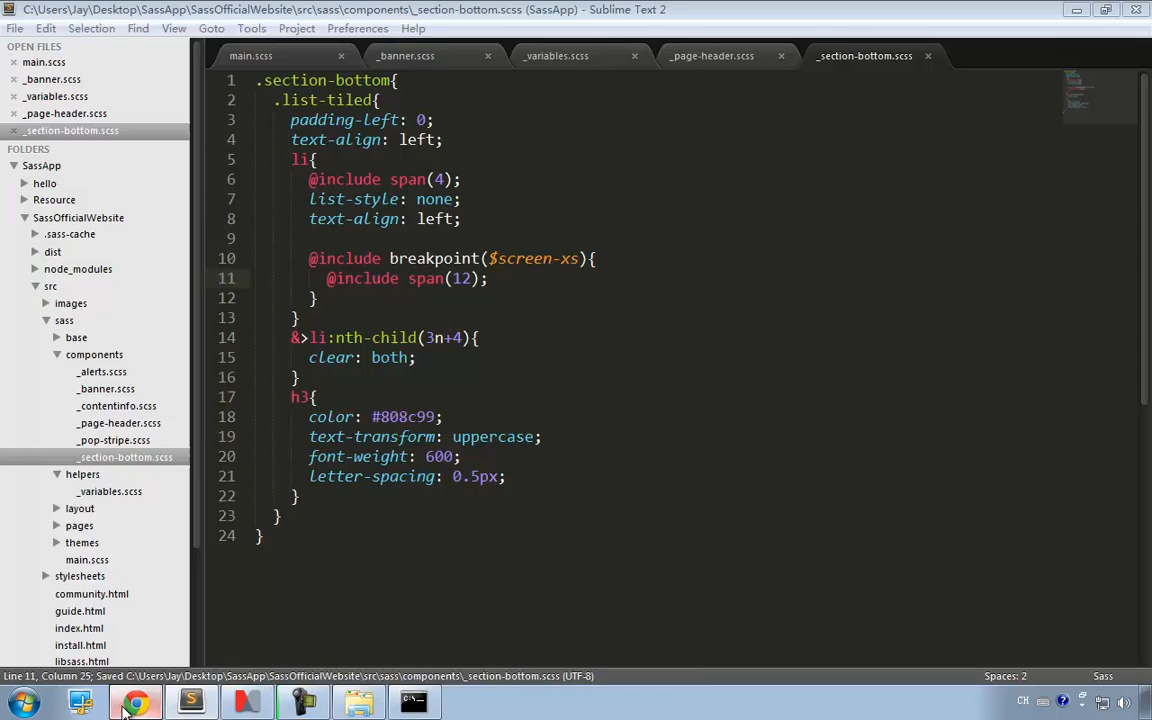 C:\Users\Jay\Desktop\SassApp\SassOfficialWebsite\src\sass\components\_section-bottom.scss (SassApp) - Sublime Text 2
File Edit Selection Find View Goto Tools Project Preferences Help
OPEN FILES
main.scss
_banner.scss
_variables.scss
_page-header.scss
_section-bottom.scss
FOLDERS
SassApp
hello
Resource
SassOfficialWebsite
.sass-cache
dist
node_modules
src
images
sass
base
components
_alerts.scss
_banner.scss
_contentinfo.scss
_page-header.scss
_pop-stripe.scss
_section-bottom.scss
helpers
_variables.scss
layout
pages
themes
main.scss
stylesheets
community.html
guide.html
index.html
install.html
libsass.html
main.scss _banner.scss _variables.scss _page-header.scss _section-bottom.scss
1 .section-bottom{
2 .list-tiled{
3 padding-left: 0;
4 text-align: left;
5 li{
6 @include span(4);
7 list-style: none;
8 text-align: left;
9
10 @include breakpoint($screen-xs){
11 @include span(12);
12 }
13 }
14 &>li:nth-child(3n+4){
15 clear: both;
16 }
17 h3{
18 color: #808c99;
19 text-transform: uppercase;
20 font-weight: 600;
21 letter-spacing: 0.5px;
22 }
23 }
24 }
Line 11, Column 25; Saved C:\Users\Jay\Desktop\SassApp\SassOfficialWebsite\src\sass\components\_section-bottom.scss (UTF-8) Spaces: 2 Sass
CH